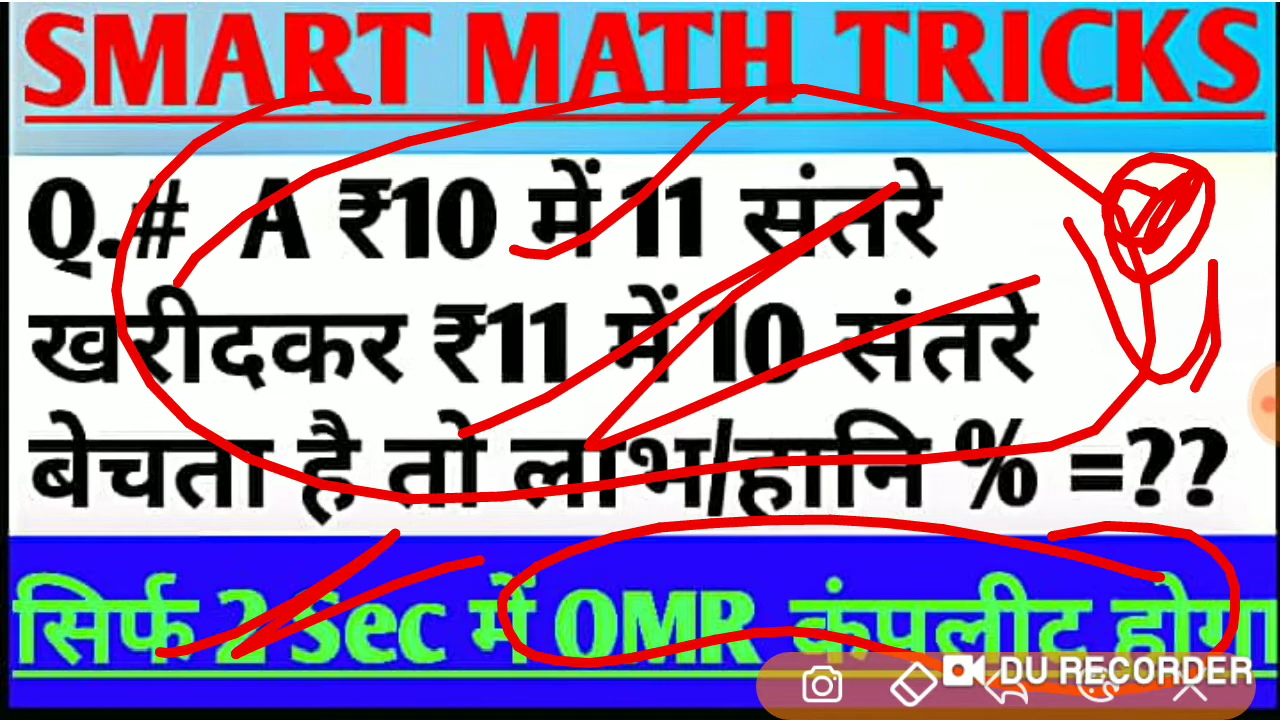 SMART MATH TRICKS
Q.# A ₹10 में 11 संतरे
खरीदकर ₹11 में 10 संतरे
बेचता है तो लाभ/हानि % =??
सिर्फ 2 Sec में OMR कंपलीट होगा
DU RECORDER